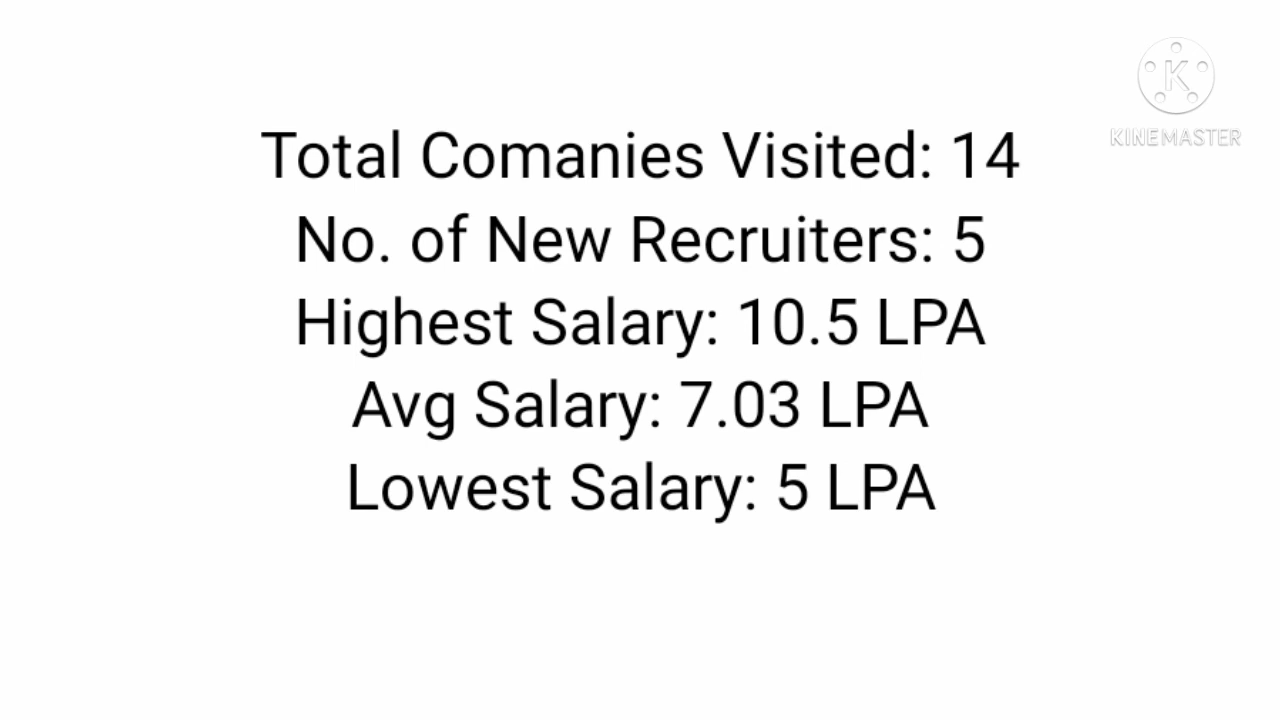 Total Comanies Visited: 14
No. of New Recruiters: 5
Highest Salary: 10.5 LPA
Avg Salary: 7.03 LPA
Lowest Salary: 5 LPA
K
KINEMASTER